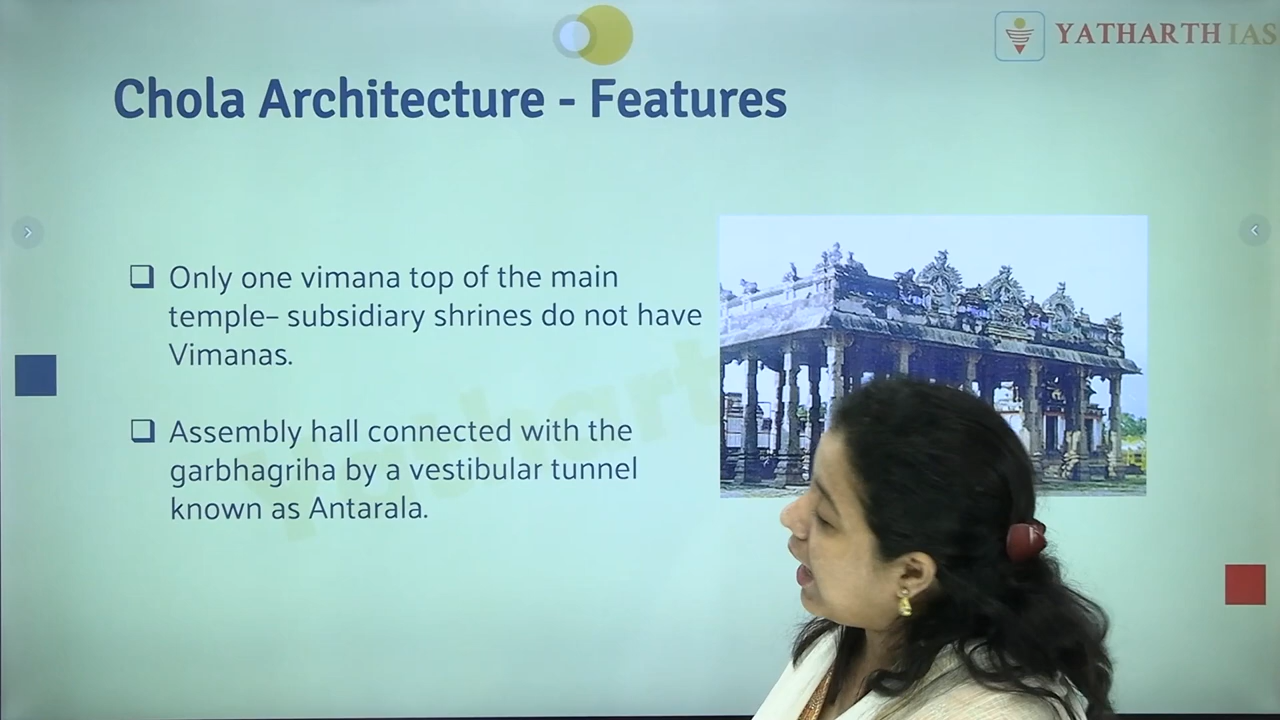 YATHARTH IAS
Chola Architecture - Features
Only one vimana top of the main
temple– subsidiary shrines do not have
Vimanas.
Assembly hall connected with the
garbhagriha by a vestibular tunnel
known as Antarala.
Yathart